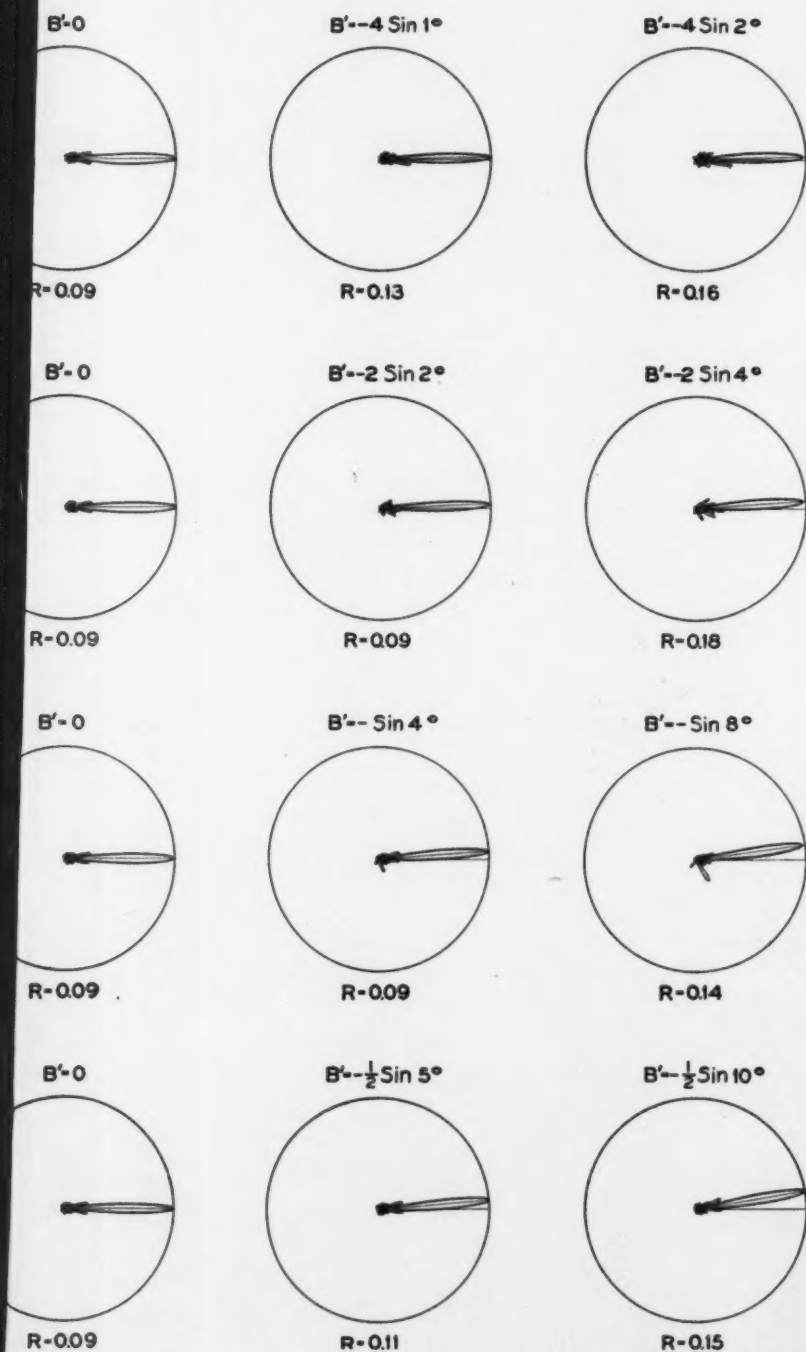 B'=0 B'=-4 Sin 1° B'=-4 Sin 2°
R=0.09 R=0.13 R=0.16
B'=0 B'=-2 Sin 2° B'=-2 Sin 4°
R=0.09 R=0.09 R=0.18
B'=0 B'=-Sin 4° B'=-Sin 8°
R=0.09 R=0.09 R=0.14
B'=0 B'=-½ Sin 5° B'=-½ Sin 10°
R=0.09 R=0.11 R=0.15